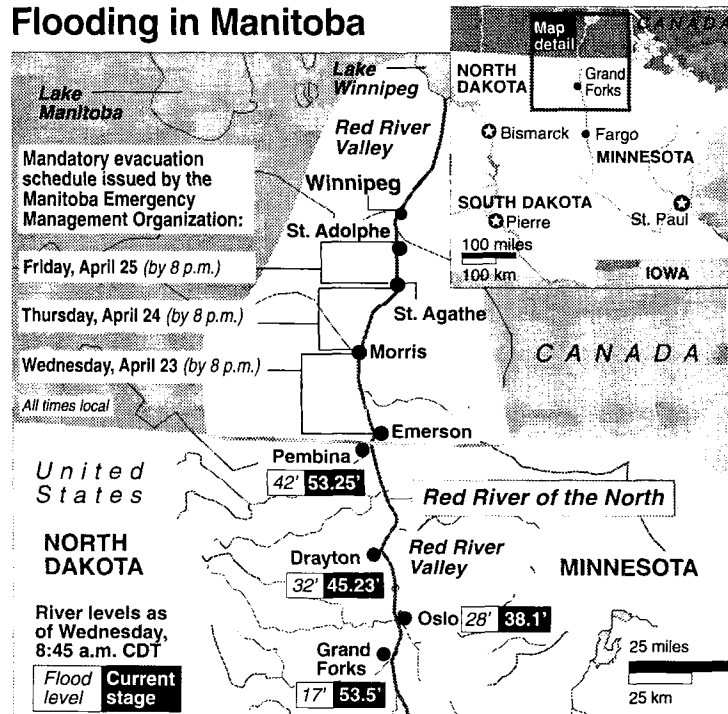 Flooding in Manitoba
Lake
Manitoba
Lake
Winnipeg
Red River
Valley
Mandatory evacuation
schedule issued by the
Manitoba Emergency
Management Organization:
Winnipeg
St. Adolphe
Friday, April 25 (by 8 p.m.)
St. Agathe
Thursday, April 24 (by 8 p.m.)
Morris
Wednesday, April 23 (by 8 p.m.)
All times local
Emerson
CANADA
Map
detail
CANADA
NORTH
DAKOTA
Grand
Forks
Bismarck
Fargo
MINNESOTA
SOUTH DAKOTA
Pierre
St. Paul
100 miles
100 km
IOWA
United
States
Pembina
42' 53.25'
Red River of the North
NORTH
DAKOTA
Drayton
32' 45.23'
Red River
Valley
MINNESOTA
River levels as
of Wednesday,
8:45 a.m. CDT
Oslo 28' 38.1'
Grand
Forks
17' 53.5'
Flood
level
Current
stage
25 miles
25 km